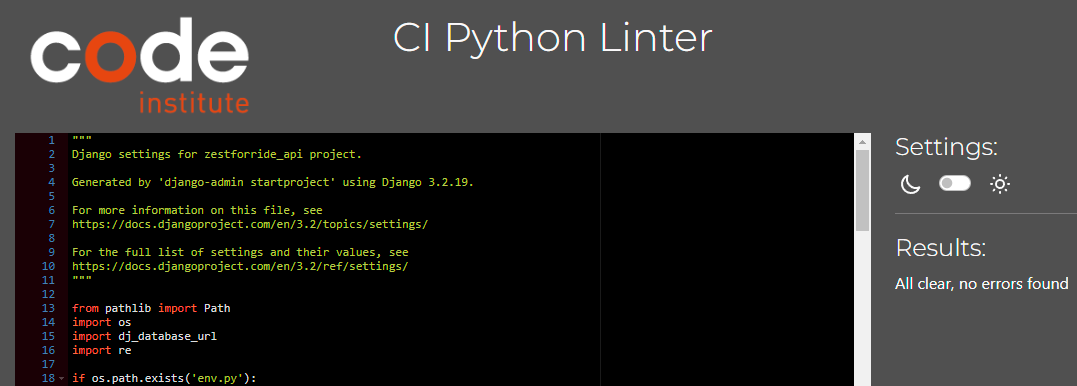 code
institute
CI Python Linter
1 """
2 Django settings for zestforride_api project.
3
4 Generated by 'django-admin startproject' using Django 3.2.19.
5
6 For more information on this file, see
7 https://docs.djangoproject.com/en/3.2/topics/settings/
8
9 For the full list of settings and their values, see
10 https://docs.djangoproject.com/en/3.2/ref/settings/
11 """
12
13 from pathlib import Path
14 import os
15 import dj_database_url
16 import re
17
18 if os.path.exists('env.py'):
Settings:
Results:
All clear, no errors found